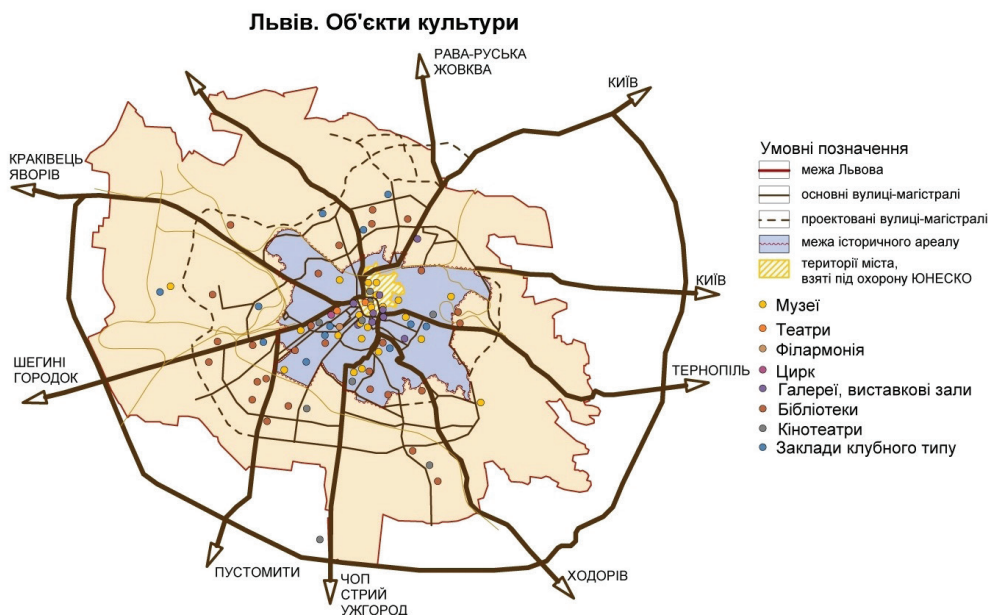 Львів. Об'єкти культури
РАВА-РУСЬКА
ЖОВКВА
КИЇВ
КРАКІВЕЦЬ
ЯВОРІВ
КИЇВ
ШЕГИНІ
ГОРОДОК
ТЕРНОПІЛЬ
ПУСТОМИТИ
ЧОП
СТРИЙ
УЖГОРОД
ХОДОРІВ
Умовні позначення
межа Львова
основні вулиці-магістралі
проектовані вулиці-магістралі
межа історичного ареалу
території міста,
взяті під охорону ЮНЕСКО
Музеї
Театри
Філармонія
Цирк
Галереї, виставкові зали
Бібліотеки
Кінотеатри
Заклади клубного типу